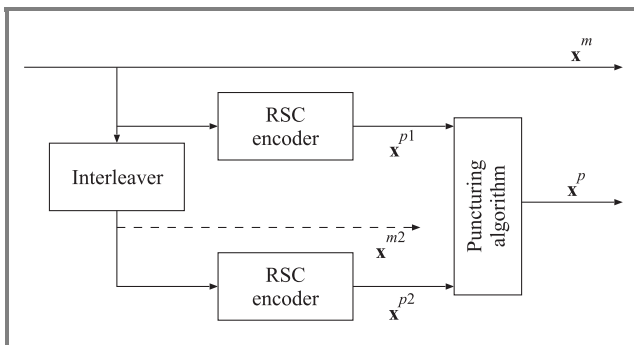 x^m
RSC
encoder
x^p1
Interleaver
Puncturing
algorithm
x^p
x^m2
RSC
encoder
x^p2